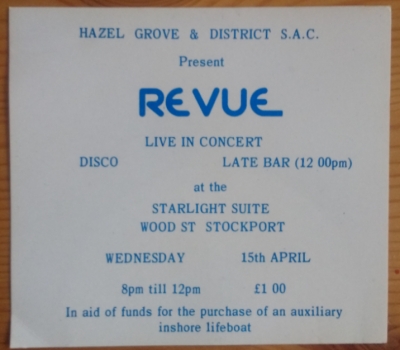 HAZEL GROVE & DISTRICT S.A.C.
Present
REVUE
LIVE IN CONCERT
DISCO LATE BAR (12 00pm)
at the
STARLIGHT SUITE
WOOD ST STOCKPORT
WEDNESDAY 15th APRIL
8pm till 12pm £1 00
In aid of funds for the purchase of an auxiliary
inshore lifeboat